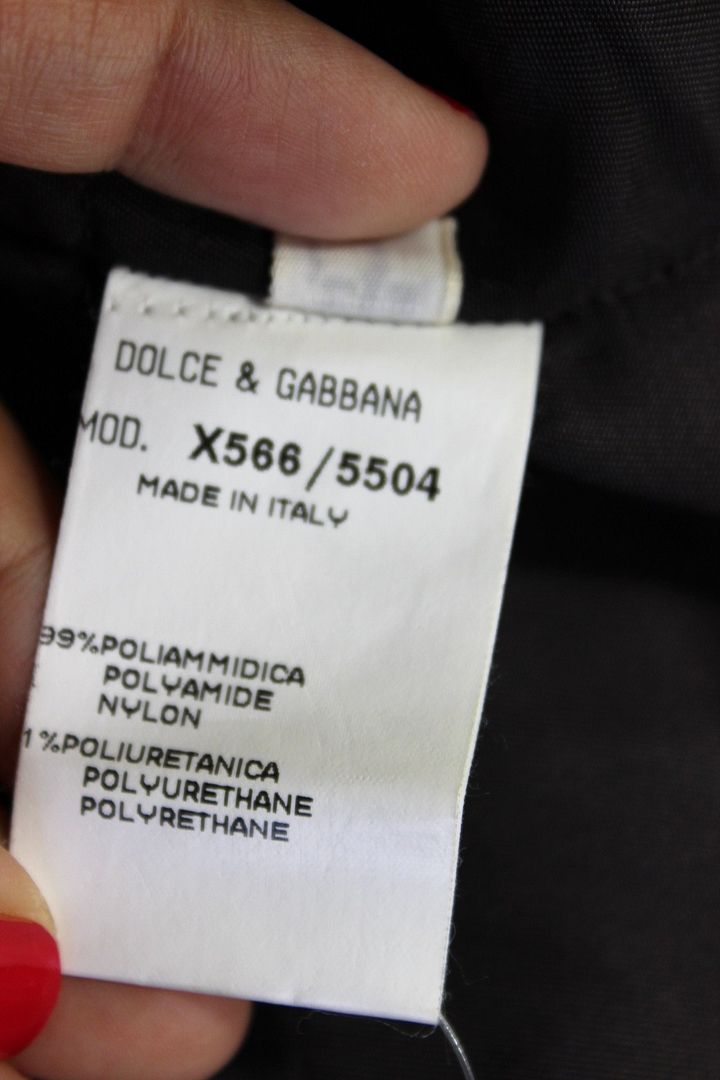 DOLCE & GABBANA
MOD. X566/5504
MADE IN ITALY
99%POLIAMMIDICA
POLYAMIDE
NYLON
1%POLIURETANICA
POLYURETHANE
POLYRETHANE